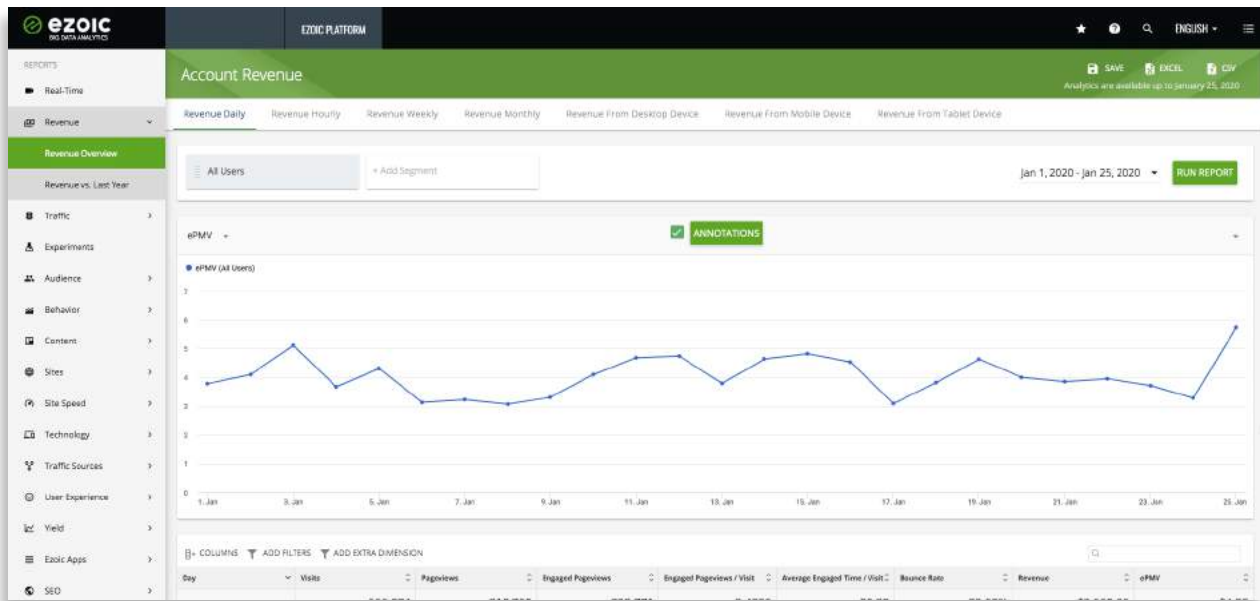 ezoic
BIG DATA ANALYTICS
EZOIC PLATFORM
ENGLISH
REPORTS
Real-Time
Revenue
Revenue Overview
Revenue vs. Last Year
Traffic
Experiments
Audience
Behavior
Content
Sites
Site Speed
Technology
Traffic Sources
User Experience
Yield
Ezoic Apps
SEO
Account Revenue
SAVE EXCEL CSV
Analytics are available up to January 25, 2020
Revenue Daily Revenue Hourly Revenue Weekly Revenue Monthly Revenue From Desktop Device Revenue From Mobile Device Revenue From Tablet Device
All Users + Add Segment Jan 1, 2020 - Jan 25, 2020 RUN REPORT
ePMV ANNOTATIONS
ePMV (All Users)
7
6
5
4
3
2
1
0
1. Jan 3. Jan 5. Jan 7. Jan 9. Jan 11. Jan 13. Jan 15. Jan 17. Jan 19. Jan 21. Jan 23. Jan 25. Jan
COLUMNS ADD FILTERS ADD EXTRA DIMENSION
Day Visits Pageviews Engaged Pageviews Engaged Pageviews / Visit Average Engaged Time / Visit Bounce Rate Revenue ePMV